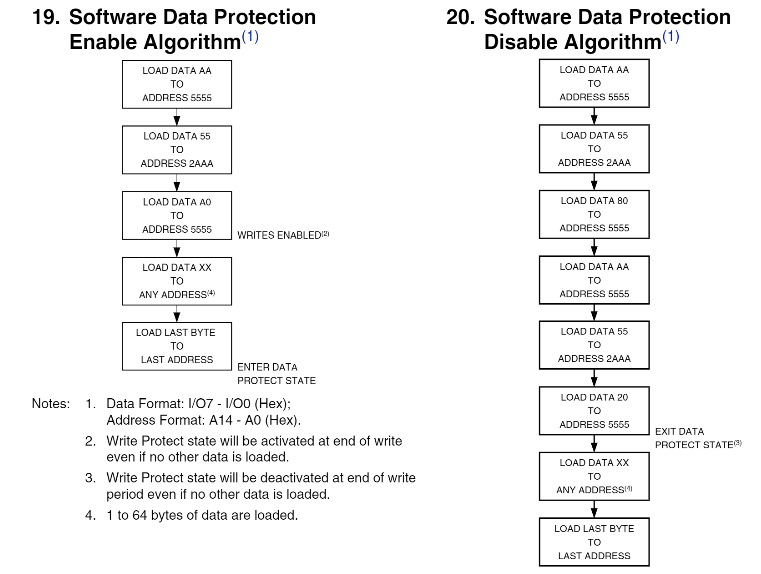 19. Software Data Protection
Enable Algorithm(1)
LOAD DATA AA
TO
ADDRESS 5555
LOAD DATA 55
TO
ADDRESS 2AAA
LOAD DATA A0
TO
ADDRESS 5555
WRITES ENABLED(2)
LOAD DATA XX
TO
ANY ADDRESS(4)
LOAD LAST BYTE
TO
LAST ADDRESS
ENTER DATA
PROTECT STATE
Notes: 1. Data Format: I/O7 - I/O0 (Hex);
Address Format: A14 - A0 (Hex).
2. Write Protect state will be activated at end of write
even if no other data is loaded.
3. Write Protect state will be deactivated at end of write
period even if no other data is loaded.
4. 1 to 64 bytes of data are loaded.
20. Software Data Protection
Disable Algorithm(1)
LOAD DATA AA
TO
ADDRESS 5555
LOAD DATA 55
TO
ADDRESS 2AAA
LOAD DATA 80
TO
ADDRESS 5555
LOAD DATA AA
TO
ADDRESS 5555
LOAD DATA 55
TO
ADDRESS 2AAA
LOAD DATA 20
TO
ADDRESS 5555
EXIT DATA
PROTECT STATE(3)
LOAD DATA XX
TO
ANY ADDRESS(4)
LOAD LAST BYTE
TO
LAST ADDRESS